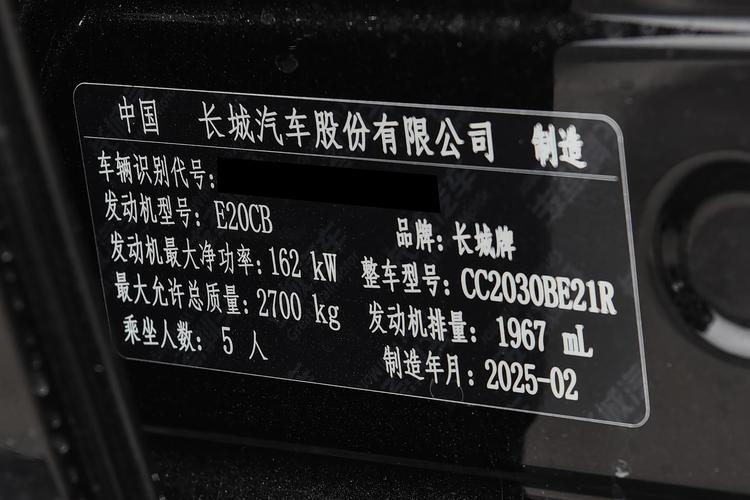 中国 长城汽车股份有限公司 制造
车辆识别代号:
发动机型号: E20CB
品牌: 长城牌
发动机最大净功率: 162 kW
整车型号: CC2030BE21R
最大允许总质量: 2700 kg
发动机排量: 1967 mL
乘坐人数: 5 人
制造年月: 2025-02